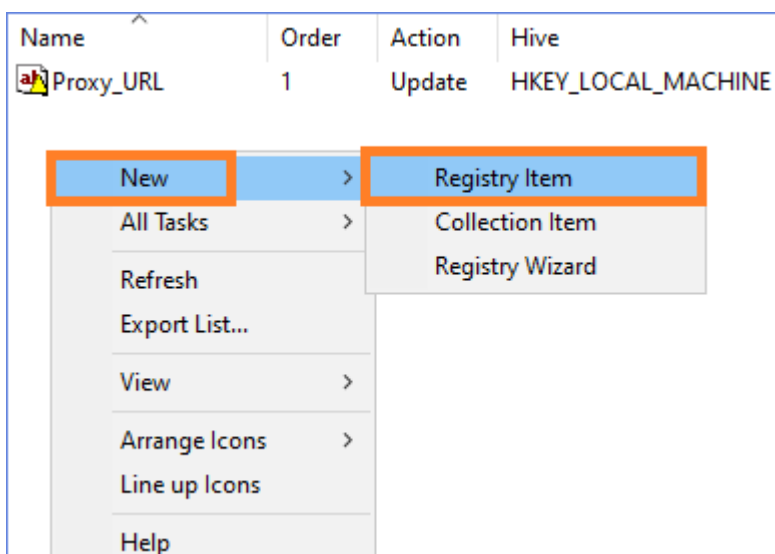 Name Order Action Hive
Proxy_URL 1 Update HKEY_LOCAL_MACHINE
New > Registry Item
All Tasks > Collection Item
Refresh Registry Wizard
Export List...
View >
Arrange Icons >
Line up Icons
Help